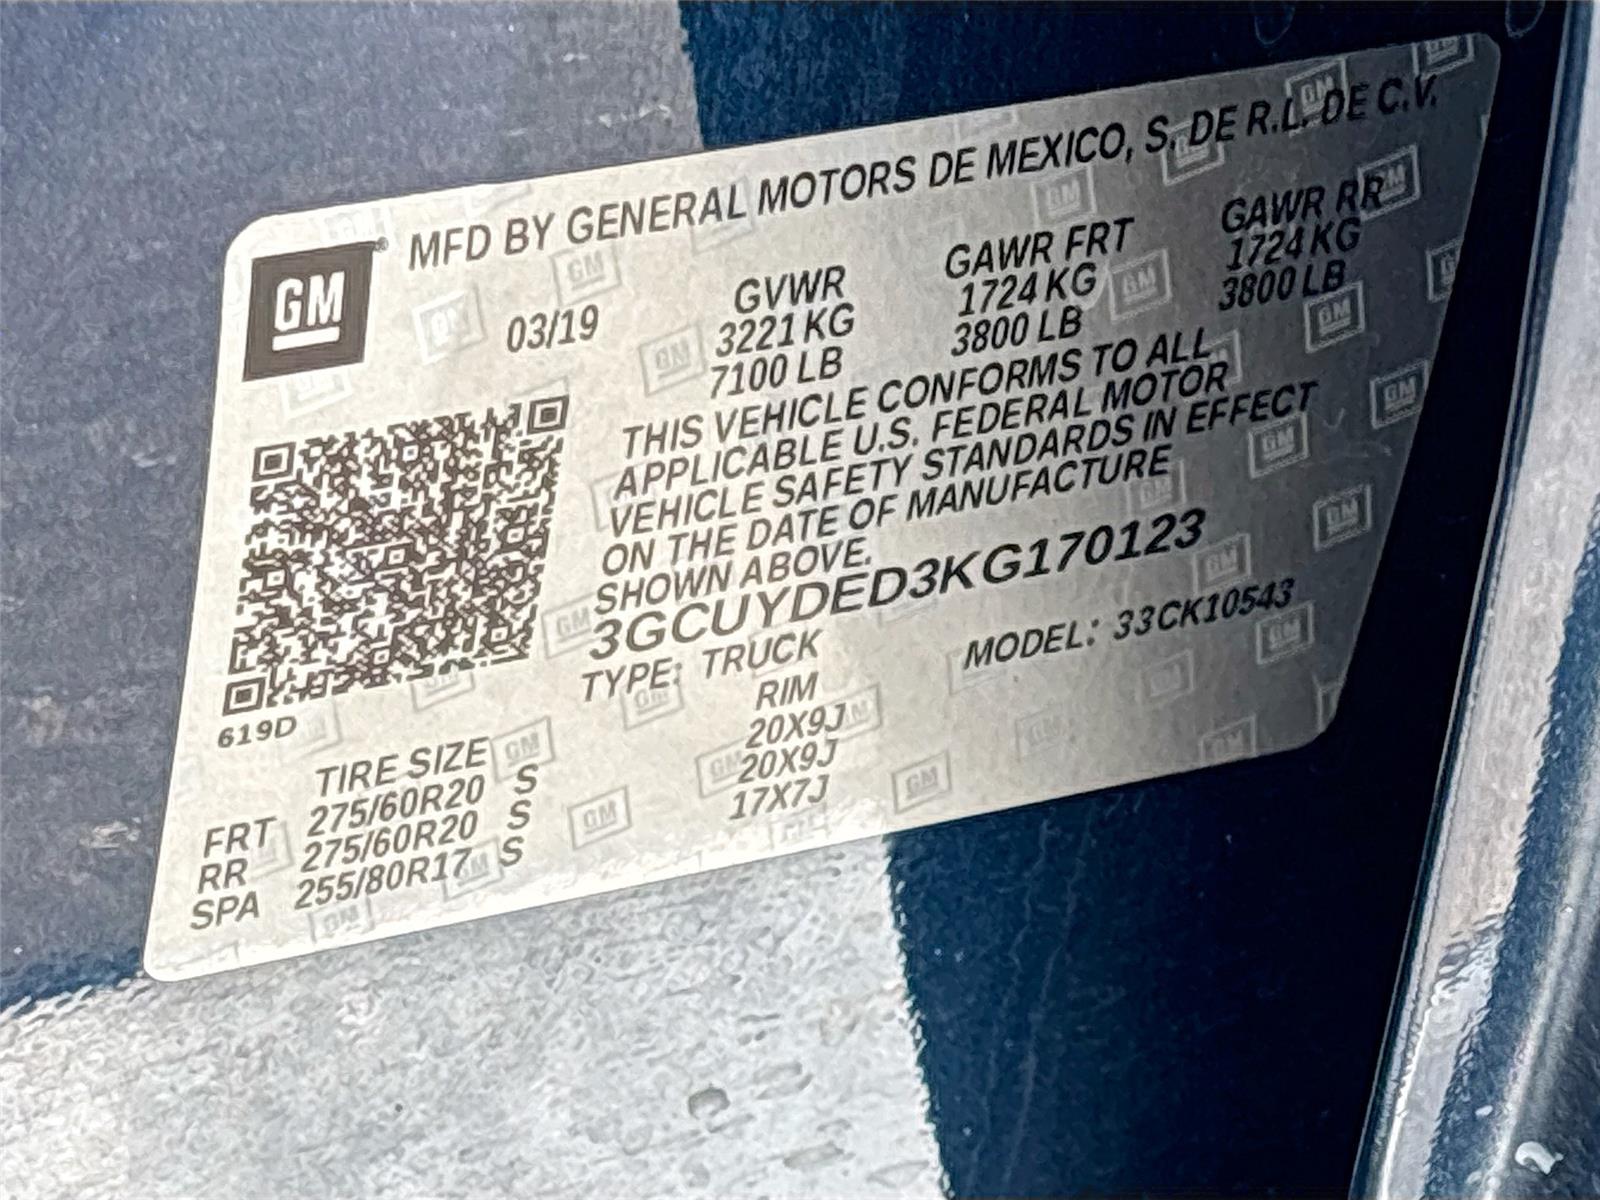 MFD BY GENERAL MOTORS DE MEXICO, S. DE R.L. DE C.V.
GM®
03/19
GVWR GAWR FRT GAWR RR
3221 KG 1724 KG 1724 KG
7100 LB 3800 LB 3800 LB
THIS VEHICLE CONFORMS TO ALL
APPLICABLE U.S. FEDERAL MOTOR
VEHICLE SAFETY STANDARDS IN EFFECT
ON THE DATE OF MANUFACTURE
SHOWN ABOVE.
3GCUYDED3KG170123
TYPE: TRUCK MODEL: 33CK10543
619D
TIRE SIZE RIM
FRT 275/60R20 S 20X9J
RR 275/60R20 S 20X9J
SPA 255/80R17 S 17X7J